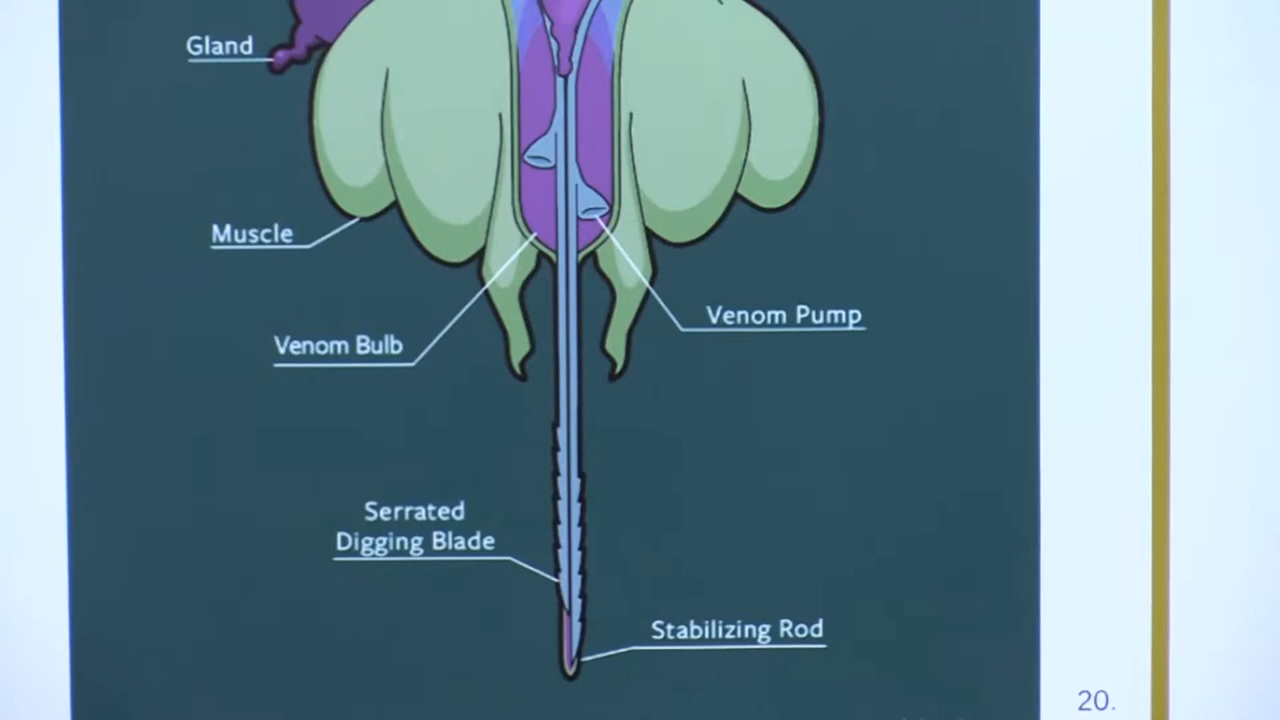 Gland
Muscle
Venom Pump
Venom Bulb
Serrated
Digging Blade
Stabilizing Rod
20.